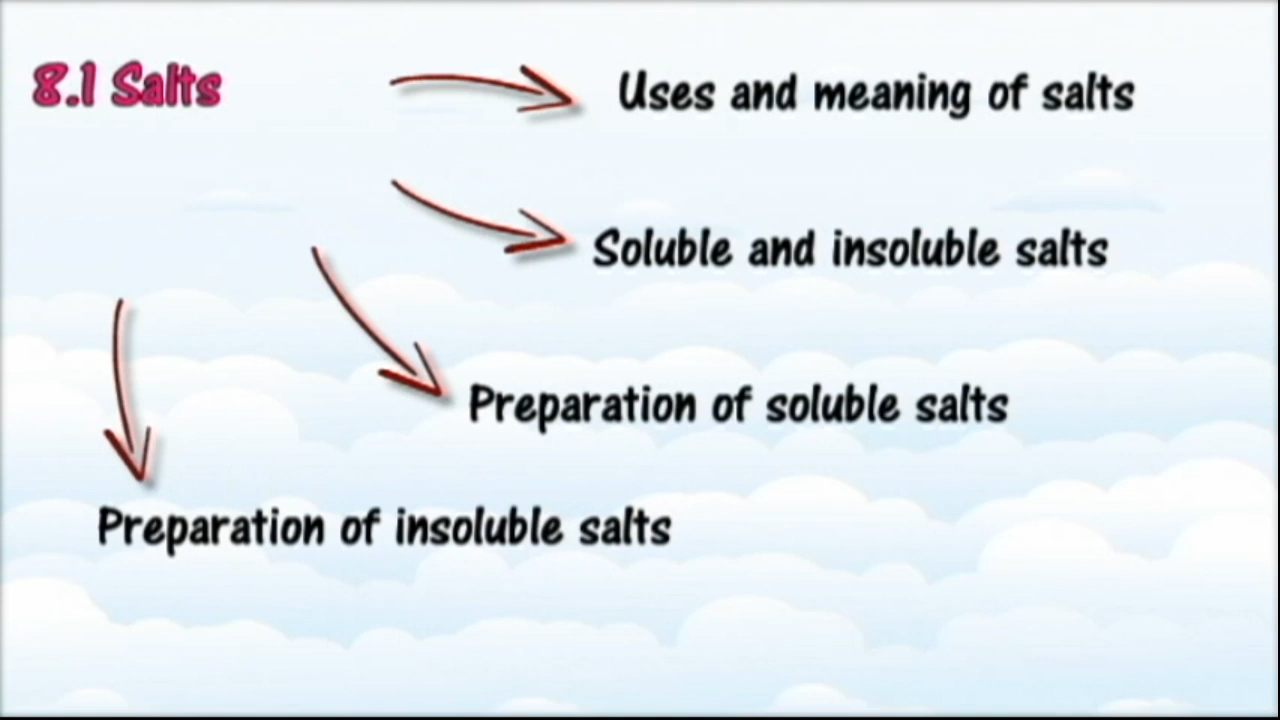 8.1 Salts
Uses and meaning of salts
Soluble and insoluble salts
Preparation of soluble salts
Preparation of insoluble salts